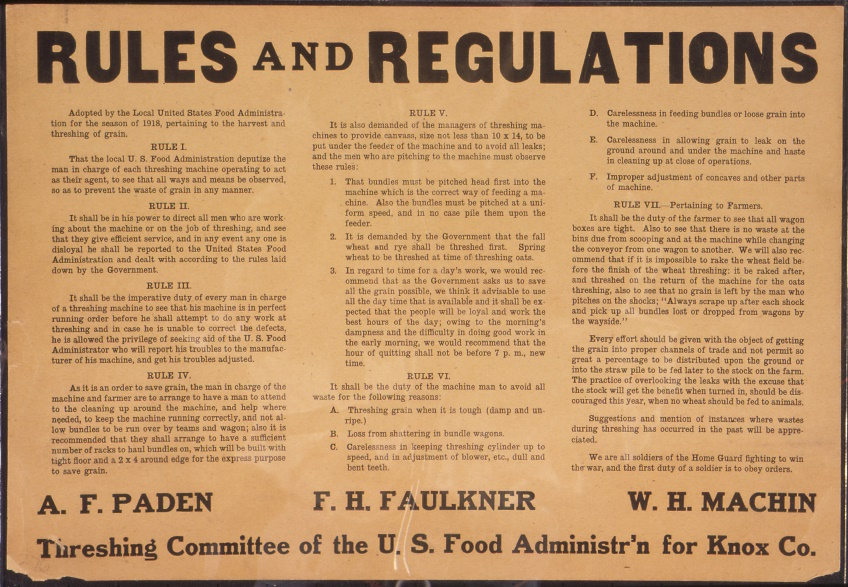 RULES AND REGULATIONS
Adopted by the Local United States Food Administra-
tion for the season of 1918, pertaining to the harvest and
threshing of grain.
RULE I.
That the local U. S. Food Administration deputize the
man in charge of each threshing machine operating to act
as their agent, to see that all ways and means be observed,
so as to prevent the waste of grain in any manner.
RULE II.
It shall be in his power to direct all men who are work-
ing about the machine or on the job of threshing, and see
that they give efficient service, and in any event any one is
disloyal he shall be reported to the United States Food
Administration and dealt with according to the rules laid
down by the Government.
RULE III.
It shall be the imperative duty of every man in charge
of a threshing machine to see that his machine is in perfect
running order before he shall attempt to do any work at
threshing and in case he is unable to correct the defects,
he is allowed the privilege of seeking aid of the U. S. Food
Administrator who will report his troubles to the manufac-
turer of his machine, and get his troubles adjusted.
RULE IV.
As it is an order to save grain, the man in charge of the
machine and farmer are to arrange to have a man to attend
to the cleaning up around the machine, and help where
needed, to keep the machine running correctly, and not al-
low bundles to be run over by teams and wagon; also it is
recommended that they shall arrange to have a sufficient
number of racks to haul bundles on, which will be built with
tight floor and a 2 x 4 around edge for the express purpose
to save grain.
RULE V.
It is also demanded of the managers of threshing ma-
chines to provide canvass, size not less than 10 x 14, to be
put under the feeder of the machine and to avoid all leaks;
and the men who are pitching to the machine must observe
these rules:
1. That bundles must be pitched head first into the
machine which is the correct way of feeding a ma-
chine. Also the bundles must be pitched at a uni-
form speed, and in no case pile them upon the
feeder.
2. It is demanded by the Government that the fall
wheat and rye shall be threshed first. Spring
wheat to be threshed at time of threshing oats.
3. In regard to time for a day's work, we would rec-
ommend that as the Government asks us to save
all the grain possible, we think it advisable to use
all the day time that is available and it shall be ex-
pected that the people will be loyal and work the
best hours of the day; owing to the morning's
dampness and the difficulty in doing good work in
the early morning, we would recommend that the
hour of quitting shall not be before 7 p. m., new
time.
RULE VI.
It shall be the duty of the machine man to avoid all
waste for the following reasons:
A. Threshing grain when it is tough (damp and un-
ripe.)
B. Loss from shattering in bundle wagons.
C. Carelessness in keeping threshing cylinder up to
speed, and in adjustment of blower, etc., dull and
bent teeth.
D. Carelessness in feeding bundles or loose grain into
the machine.
E. Carelessness in allowing grain to leak on the
ground around and under the machine and haste
in cleaning up at close of operations.
F. Improper adjustment of concaves and other parts
of machine.
RULE VII.—Pertaining to Farmers.
It shall be the duty of the farmer to see that all wagon
boxes are tight. Also to see that there is no waste at the
bins due from scooping and at the machine while changing
the conveyor from one wagon to another. We will also rec-
ommend that if it is impossible to rake the wheat field be-
fore the finish of the wheat threshing: it be raked after,
and threshed on the return of the machine for the oats
threshing, also to see that no grain is left by the man who
pitches on the shocks; "Always scrape up after each shock
and pick up all bundles lost or dropped from wagons by
the wayside."
Every effort should be given with the object of getting
the grain into proper channels of trade and not permit so
great a percentage to be distributed upon the ground or
into the straw pile to be fed later to the stock on the farm.
The practice of overlooking the leaks with the excuse that
the stock will get the benefit when turned in, should be dis-
couraged this year, when no wheat should be fed to animals.
Suggestions and mention of instances where wastes
during threshing has occurred in the past will be appre-
ciated.
We are all soldiers of the Home Guard fighting to win
the war, and the first duty of a soldier is to obey orders.
A. F. PADEN F. H. FAULKNER W. H. MACHIN
Threshing Committee of the U. S. Food Administr'n for Knox Co.